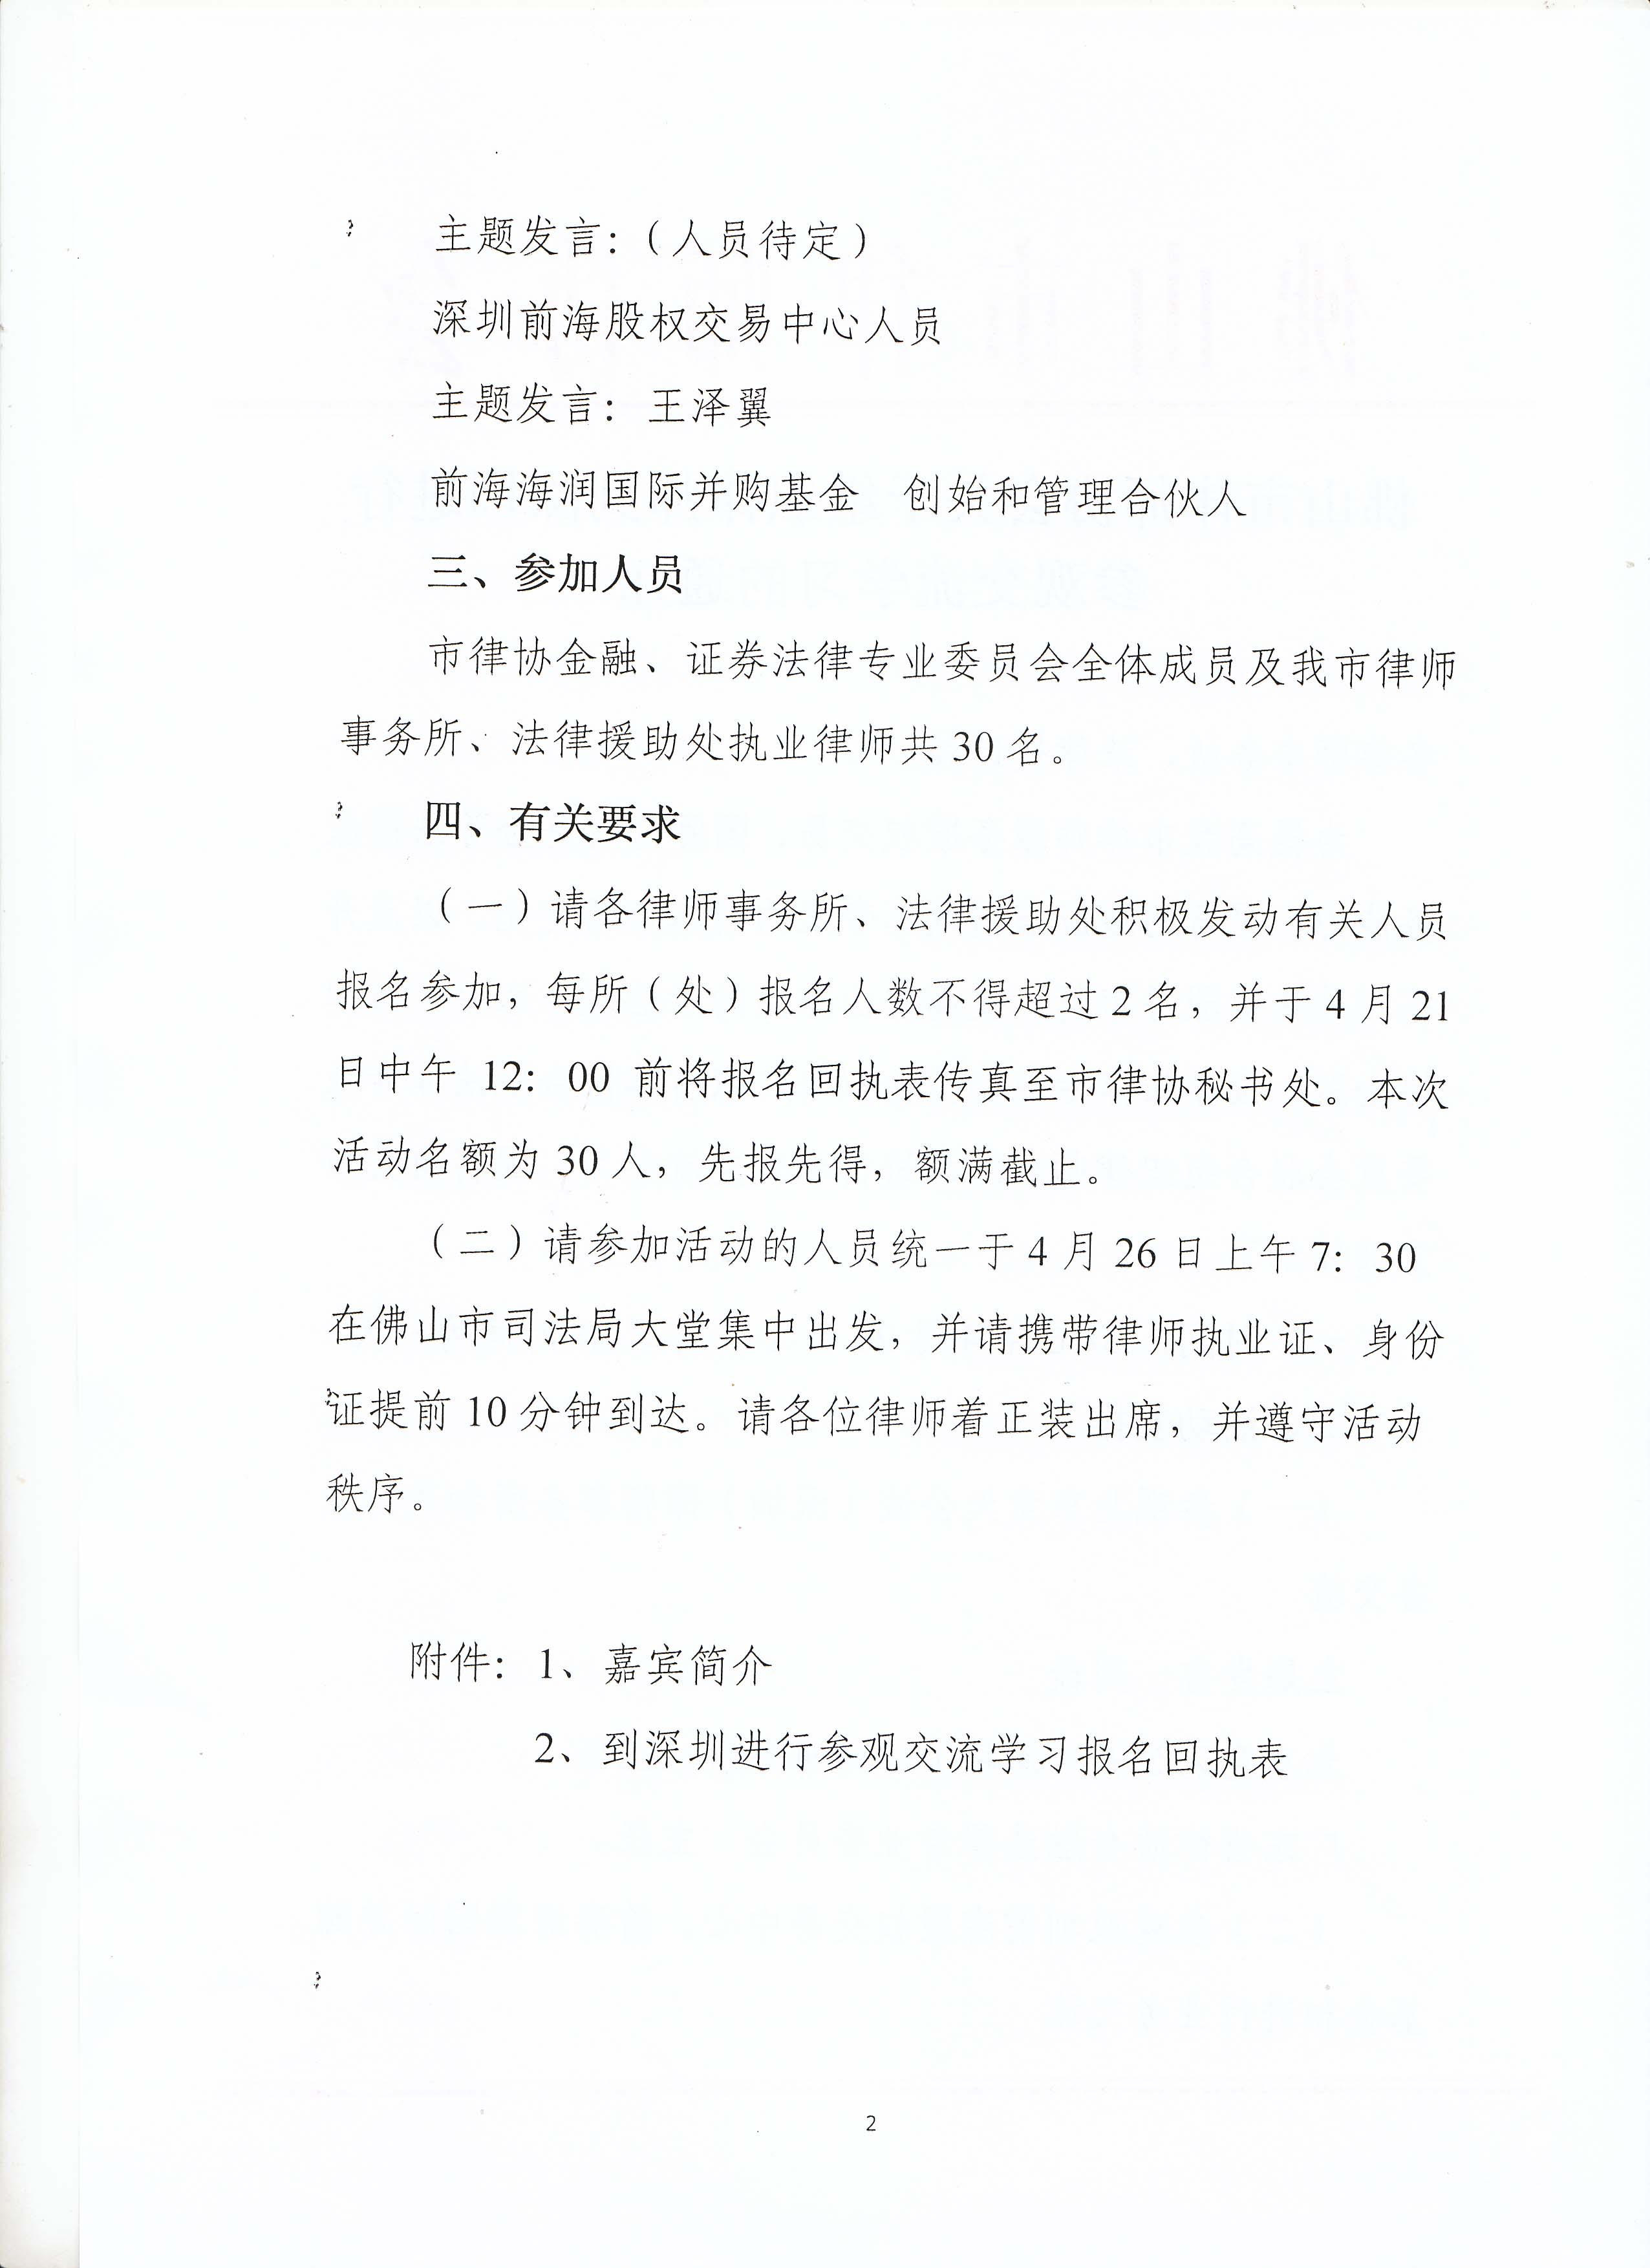 主题发言：（人员待定）
深圳前海股权交易中心人员
主题发言： 王泽翼
前海海润国际并购基金 创始和管理合伙人
三、参加人员
市律协金融、证券法律专业委员会全体成员及我市律师
事务所、法律援助处执业律师共 30 名。
四、有关要求
（一）请各律师事务所、法律援助处积极发动有关人员
报名参加，每所（处）报名人数不得超过 2 名，并于 4 月 21
日中午 12：00 前将报名回执表传真至市律协秘书处。本次
活动名额为 30 人，先报先得，额满截止。
（二）请参加活动的人员统一于 4 月 26 日上午 7：30
在佛山市司法局大堂集中出发，并请携带律师执业证、身份
证提前 10 分钟到达。请各位律师着正装出席，并遵守活动
秩序。
附件：1、嘉宾简介
2、到深圳进行参观交流学习报名回执表
2